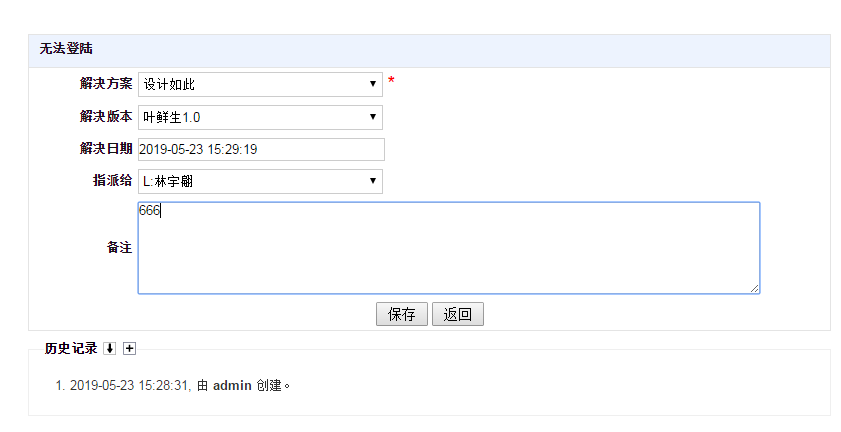 无法登陆
解决方案 设计如此 *
解决版本 叶鲜生1.0
解决日期 2019-05-23 15:29:19
指派给 L:林宇翩
666
备注
保存 返回
历史记录
1. 2019-05-23 15:28:31, 由 admin 创建。